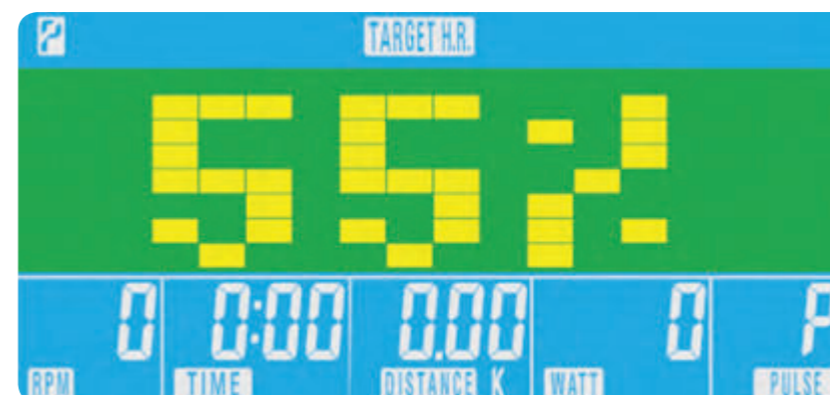 P TARGET H.R.
55%
0 0:00 0.00 0 P
RPM TIME DISTANCE K WATT PULSE